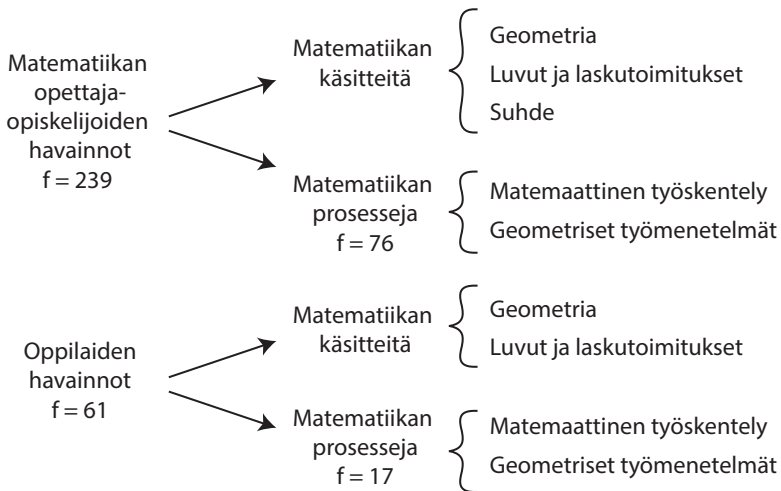 Matematiikan
opettaja-
opiskelijoiden
havainnot
f = 239
Matematiikan
käsitteitä
Geometria
Luvut ja laskutoimitukset
Suhde
Matematiikan
prosesseja
f = 76
Matemaattinen työskentely
Geometriset työmenetelmät
Oppilaiden
havainnot
f = 61
Matematiikan
käsitteitä
Geometria
Luvut ja laskutoimitukset
Matematiikan
prosesseja
f = 17
Matemaattinen työskentely
Geometriset työmenetelmät